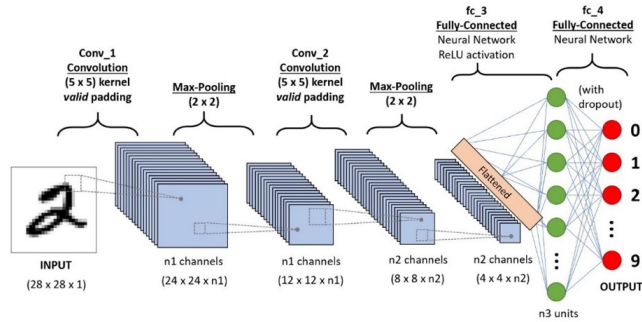 fc_3
Fully-Connected
Neural Network
ReLU activation
fc_4
Fully-Connected
Neural Network
Conv_1
Convolution
(5 x 5) kernel
valid padding
Max-Pooling
(2 x 2)
Conv_2
Convolution
(5 x 5) kernel
valid padding
Max-Pooling
(2 x 2)
(with
dropout)
Flattened
0
1
2
9
INPUT
(28 x 28 x 1)
n1 channels
(24 x 24 x n1)
n1 channels
(12 x 12 x n1)
n2 channels
(8 x 8 x n2)
n2 channels
(4 x 4 x n2)
n3 units
OUTPUT
2